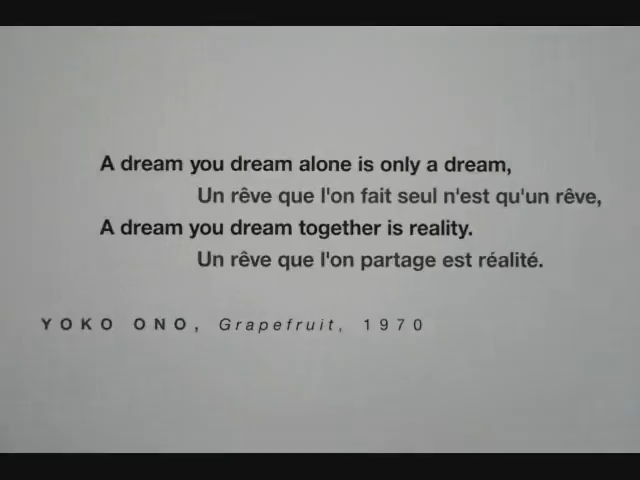 A dream you dream alone is only a dream,
Un rêve que l'on fait seul n'est qu'un rêve,
A dream you dream together is reality.
Un rêve que l'on partage est réalité.
YOKO ONO, Grapefruit, 1970